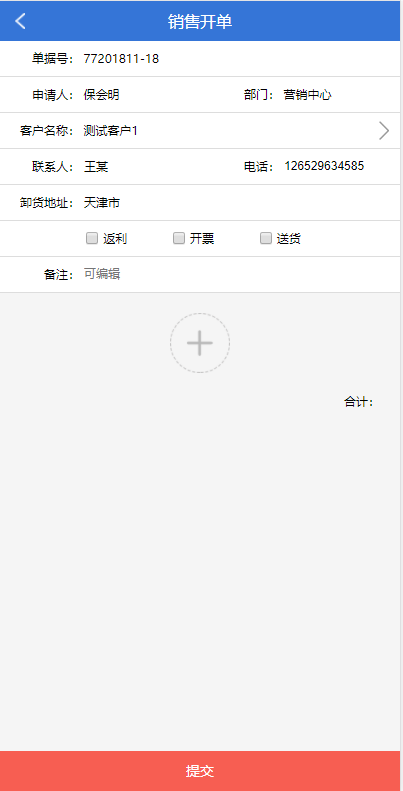 销售开单
单据号： 77201811-18
申请人： 保会明 部门： 营销中心
客户名称： 测试客户1
联系人： 王某 电话： 126529634585
卸货地址： 天津市
返利 开票 送货
备注： 可编辑
合计：
提交